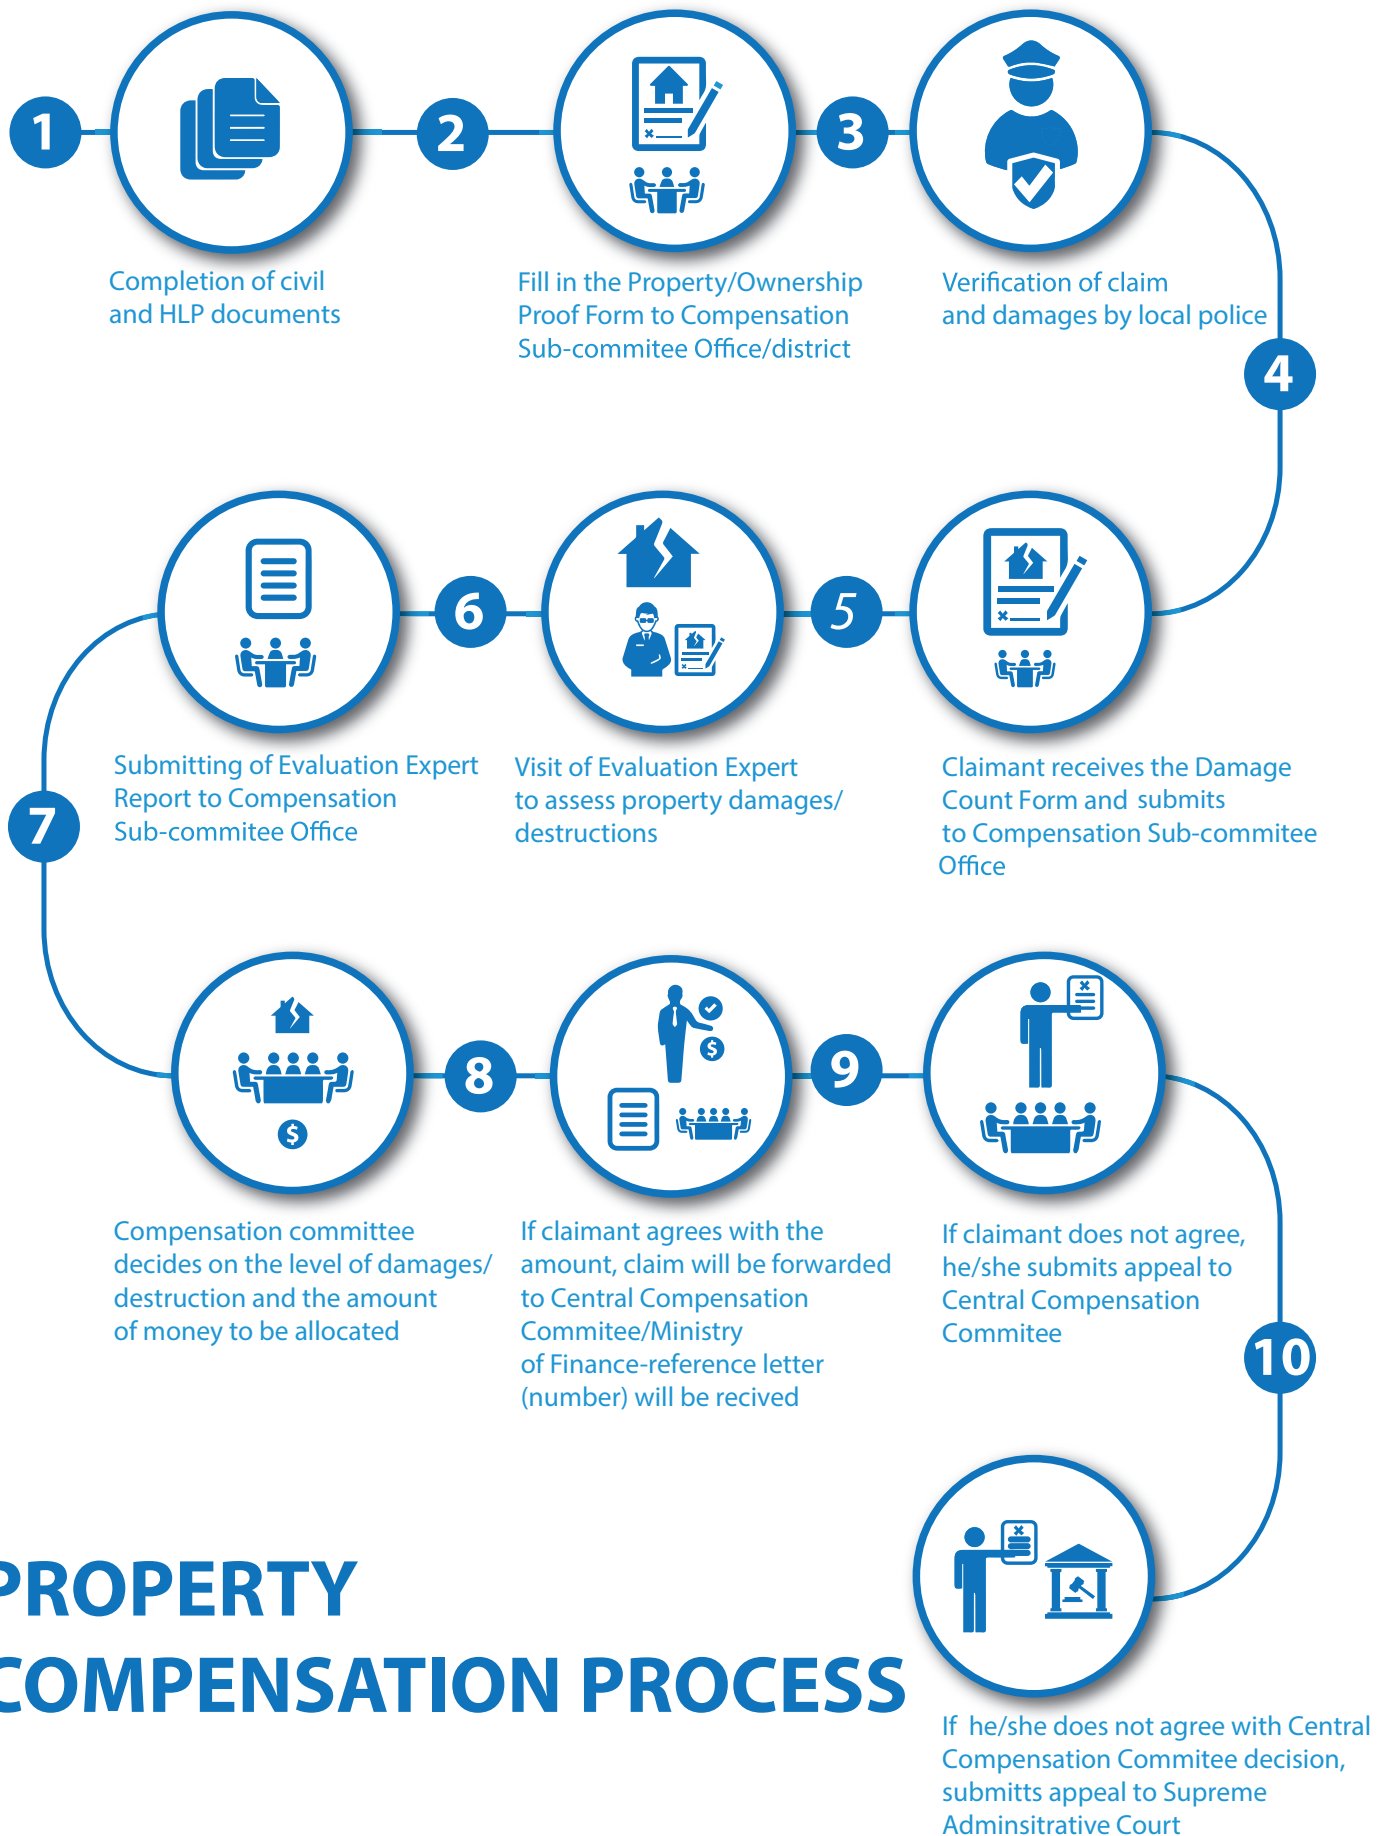 1
Completion of civil
and HLP documents
2
Fill in the Property/Ownership
Proof Form to Compensation
Sub-commitee Office/district
3
Verification of claim
and damages by local police
4
Claimant receives the Damage
Count Form and submits
to Compensation Sub-commitee
Office
5
Visit of Evaluation Expert
to assess property damages/
destructions
6
Submitting of Evaluation Expert
Report to Compensation
Sub-commitee Office
7
Compensation committee
decides on the level of damages/
destruction and the amount
of money to be allocated
$
8
If claimant agrees with the
amount, claim will be forwarded
to Central Compensation
Commitee/Ministry
of Finance-reference letter
(number) will be recived
$
9
If claimant does not agree,
he/she submits appeal to
Central Compensation
Commitee
10
If he/she does not agree with Central
Compensation Commitee decision,
submitts appeal to Supreme
Adminsitrative Court
PROPERTY
COMPENSATION PROCESS